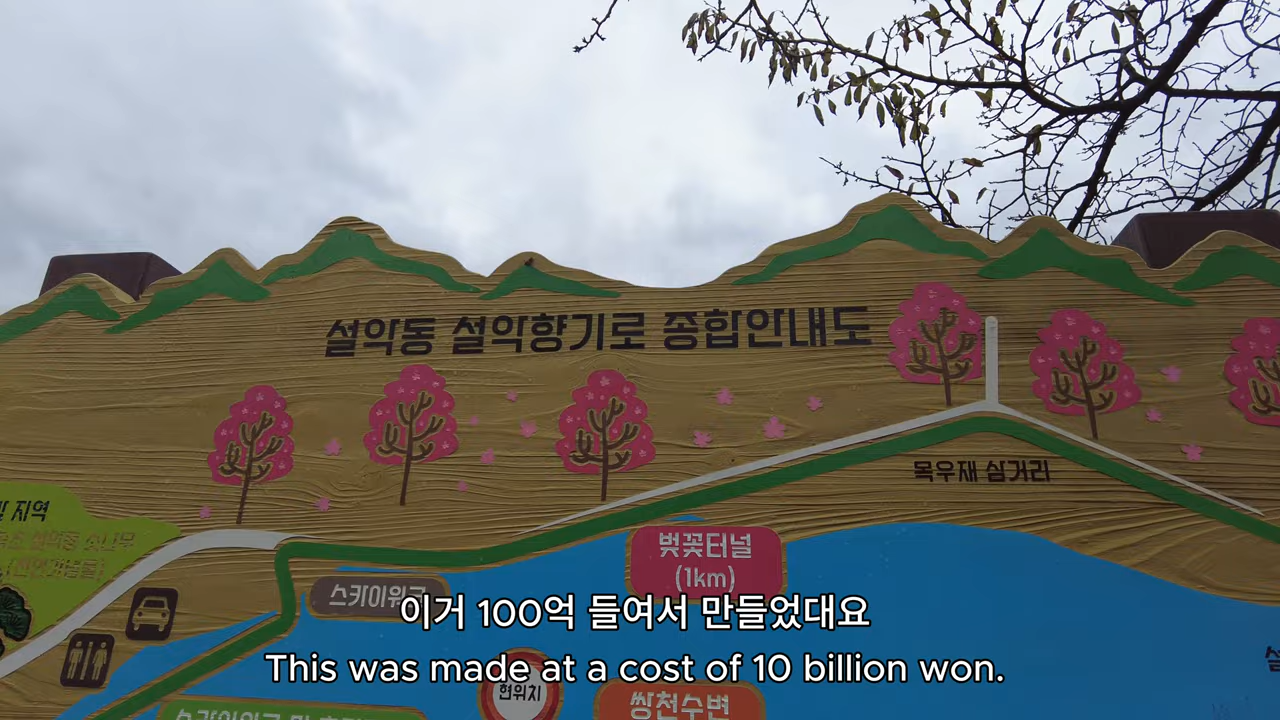 설악동 설악향기로 종합안내도
목우재 삼거리
지역
벚꽃터널
(1km)
스카이워크
이거 100억 들여서 만들었대요
This was made at a cost of 10 billion won.
현위치
쌍천수변